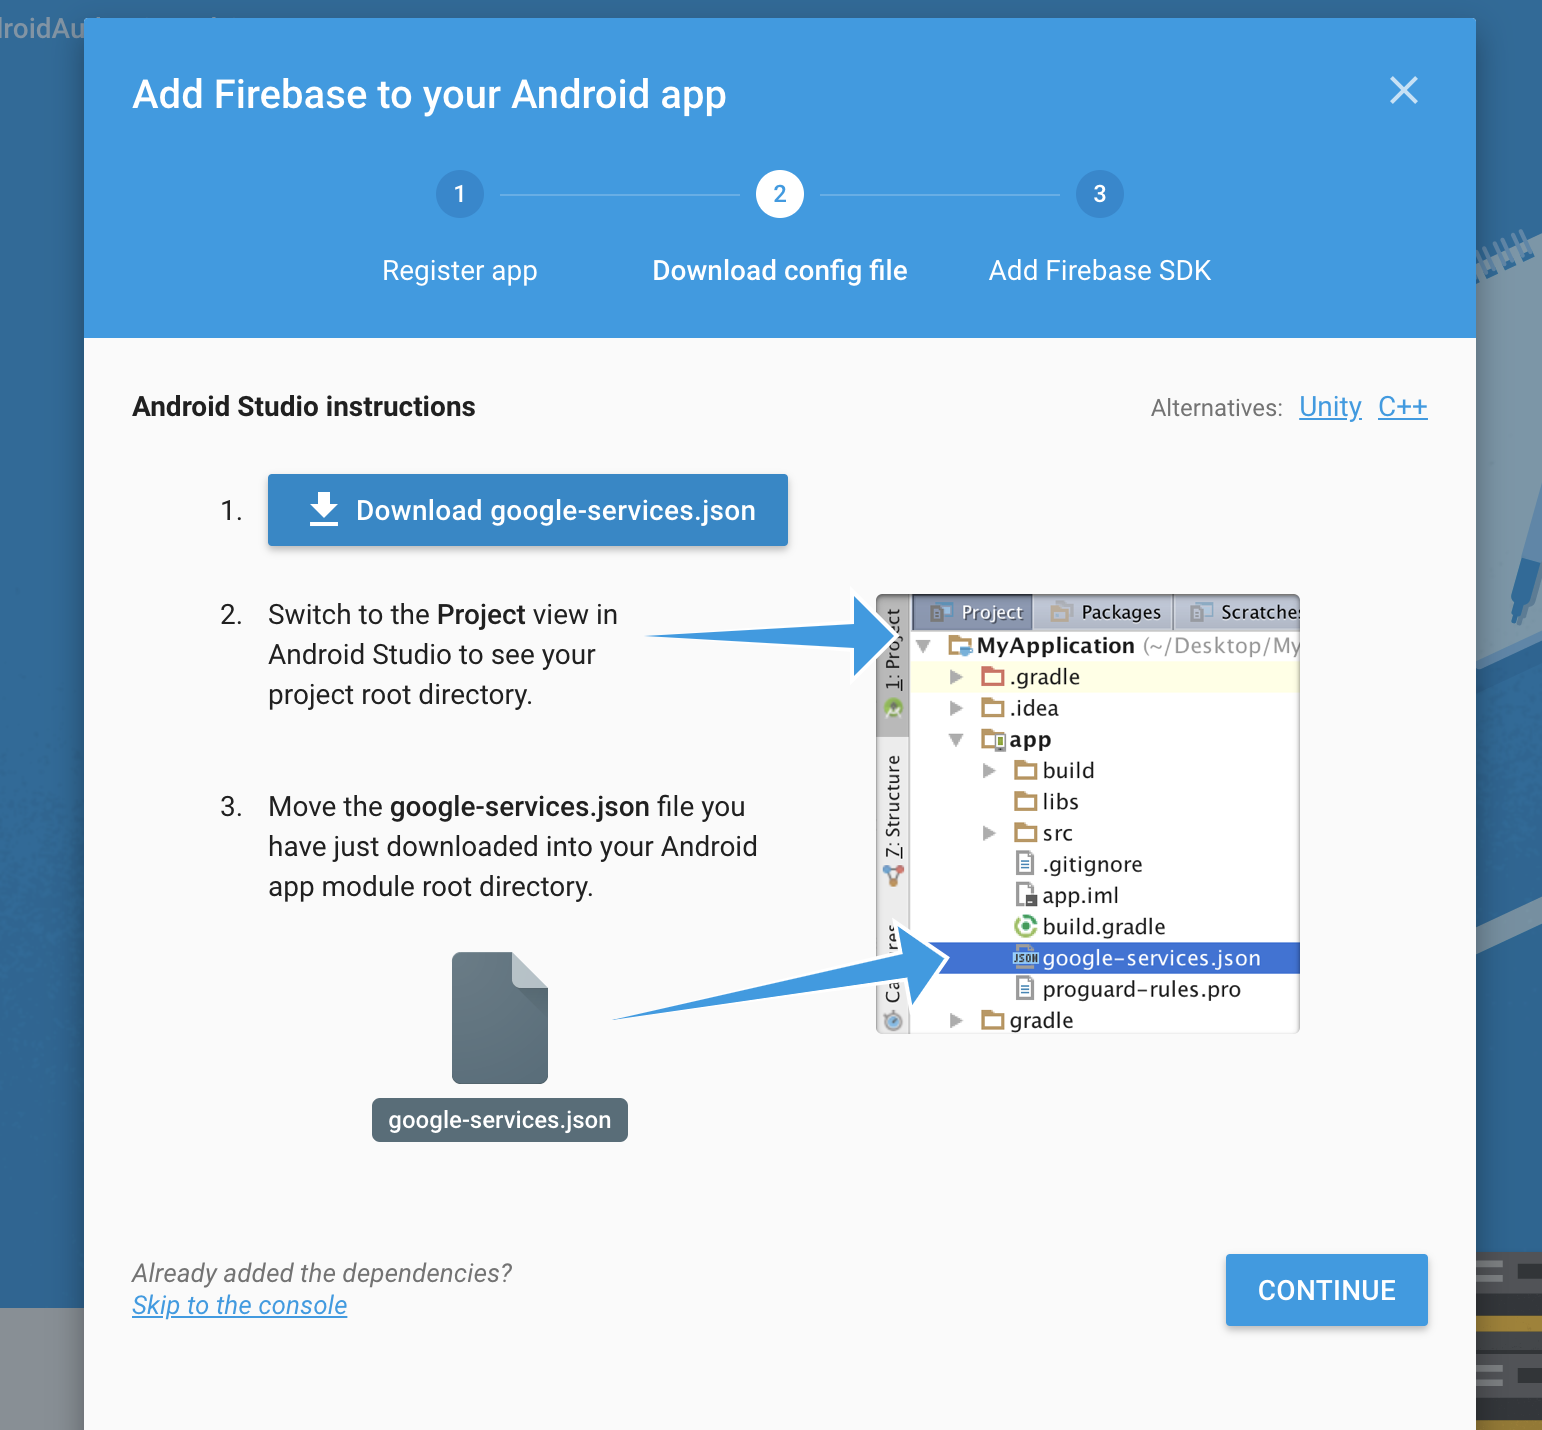 Add Firebase to your Android app
1
2
3
Register app
Download config file
Add Firebase SDK
Android Studio instructions
Alternatives: Unity C++
1. Download google-services.json
2. Switch to the Project view in
Android Studio to see your
project root directory.
3. Move the google-services.json file you
have just downloaded into your Android
app module root directory.
google-services.json
1: Project
7: Structure
Project
Packages
Scratches
MyApplication (~/Desktop/My
.gradle
.idea
app
build
libs
src
.gitignore
app.iml
build.gradle
JSON google-services.json
proguard-rules.pro
gradle
Already added the dependencies?
Skip to the console
CONTINUE